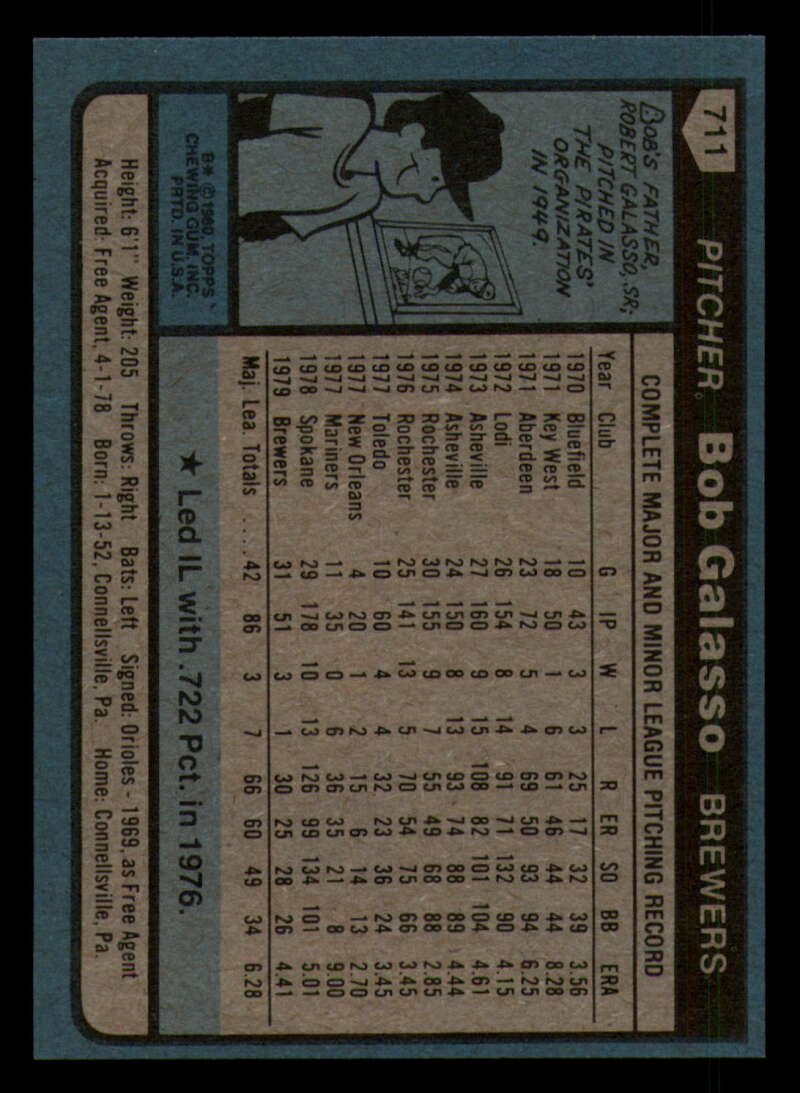 711 PITCHER Bob Galasso BREWERS
BOB'S FATHER,
ROBERT GALASSO, SR.,
PITCHED IN
THE PIRATES'
ORGANIZATION
IN 1949.
B* © 1980, TOPPS
CHEWING GUM, INC.
PRTD. IN U.S.A.
COMPLETE MAJOR AND MINOR LEAGUE PITCHING RECORD
Year Club G IP W L R ER SO BB ERA
1970 Bluefield 10 43 3 3 25 17 32 39 3.56
1971 Key West 18 50 1 6 61 46 44 44 8.28
1971 Aberdeen 23 72 5 4 69 50 93 94 6.25
1972 Lodi 26 154 8 14 91 71 132 90 4.15
1973 Asheville 27 160 9 15 108 82 101 104 4.61
1974 Asheville 24 150 8 13 93 74 88 89 4.44
1975 Rochester 30 155 9 7 55 49 68 88 2.85
1976 Rochester 25 141 13 5 70 54 75 66 3.45
1977 Toledo 10 60 4 4 32 23 36 24 3.45
1977 New Orleans 4 20 1 2 15 6 14 13 2.70
1977 Mariners 11 35 0 6 36 35 21 8 9.00
1978 Spokane 29 178 10 13 126 99 134 101 5.01
1979 Brewers 31 51 3 1 30 25 28 26 4.41
Maj. Lea. Totals ..... 42 86 3 7 66 60 49 34 6.28
★ Led IL with .722 Pct. in 1976.
Height: 6'1" Weight: 205 Throws: Right Bats: Left Signed: Orioles - 1969, as Free Agent
Acquired: Free Agent, 4-1-78 Born: 1-13-52, Connellsville, Pa. Home: Connellsville, Pa.